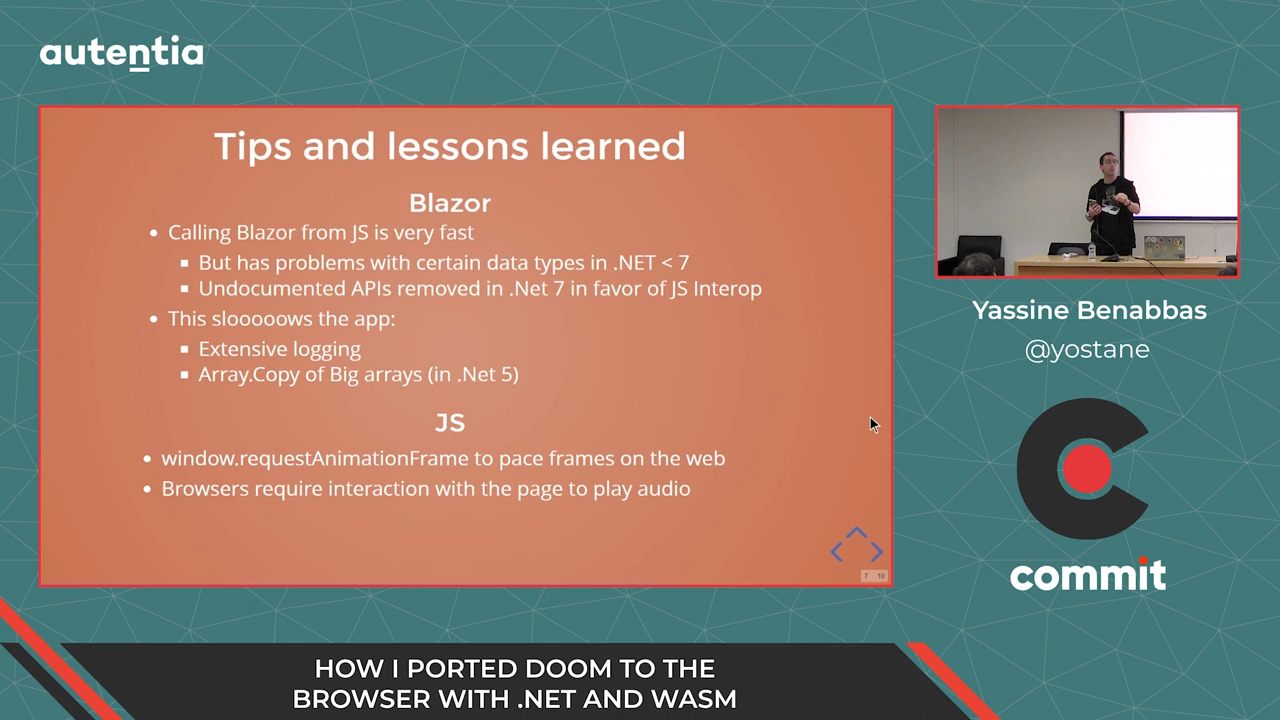 autentia
Tips and lessons learned
Blazor
Calling Blazor from JS is very fast
But has problems with certain data types in .NET < 7
Undocumented APIs removed in .Net 7 in favor of JS Interop
This slooooows the app:
Extensive logging
Array.Copy of Big arrays (in .Net 5)
JS
window.requestAnimationFrame to pace frames on the web
Browsers require interaction with the page to play audio
7 10
Yassine Benabbas
@yostane
commit
HOW I PORTED DOOM TO THE
BROWSER WITH .NET AND WASM